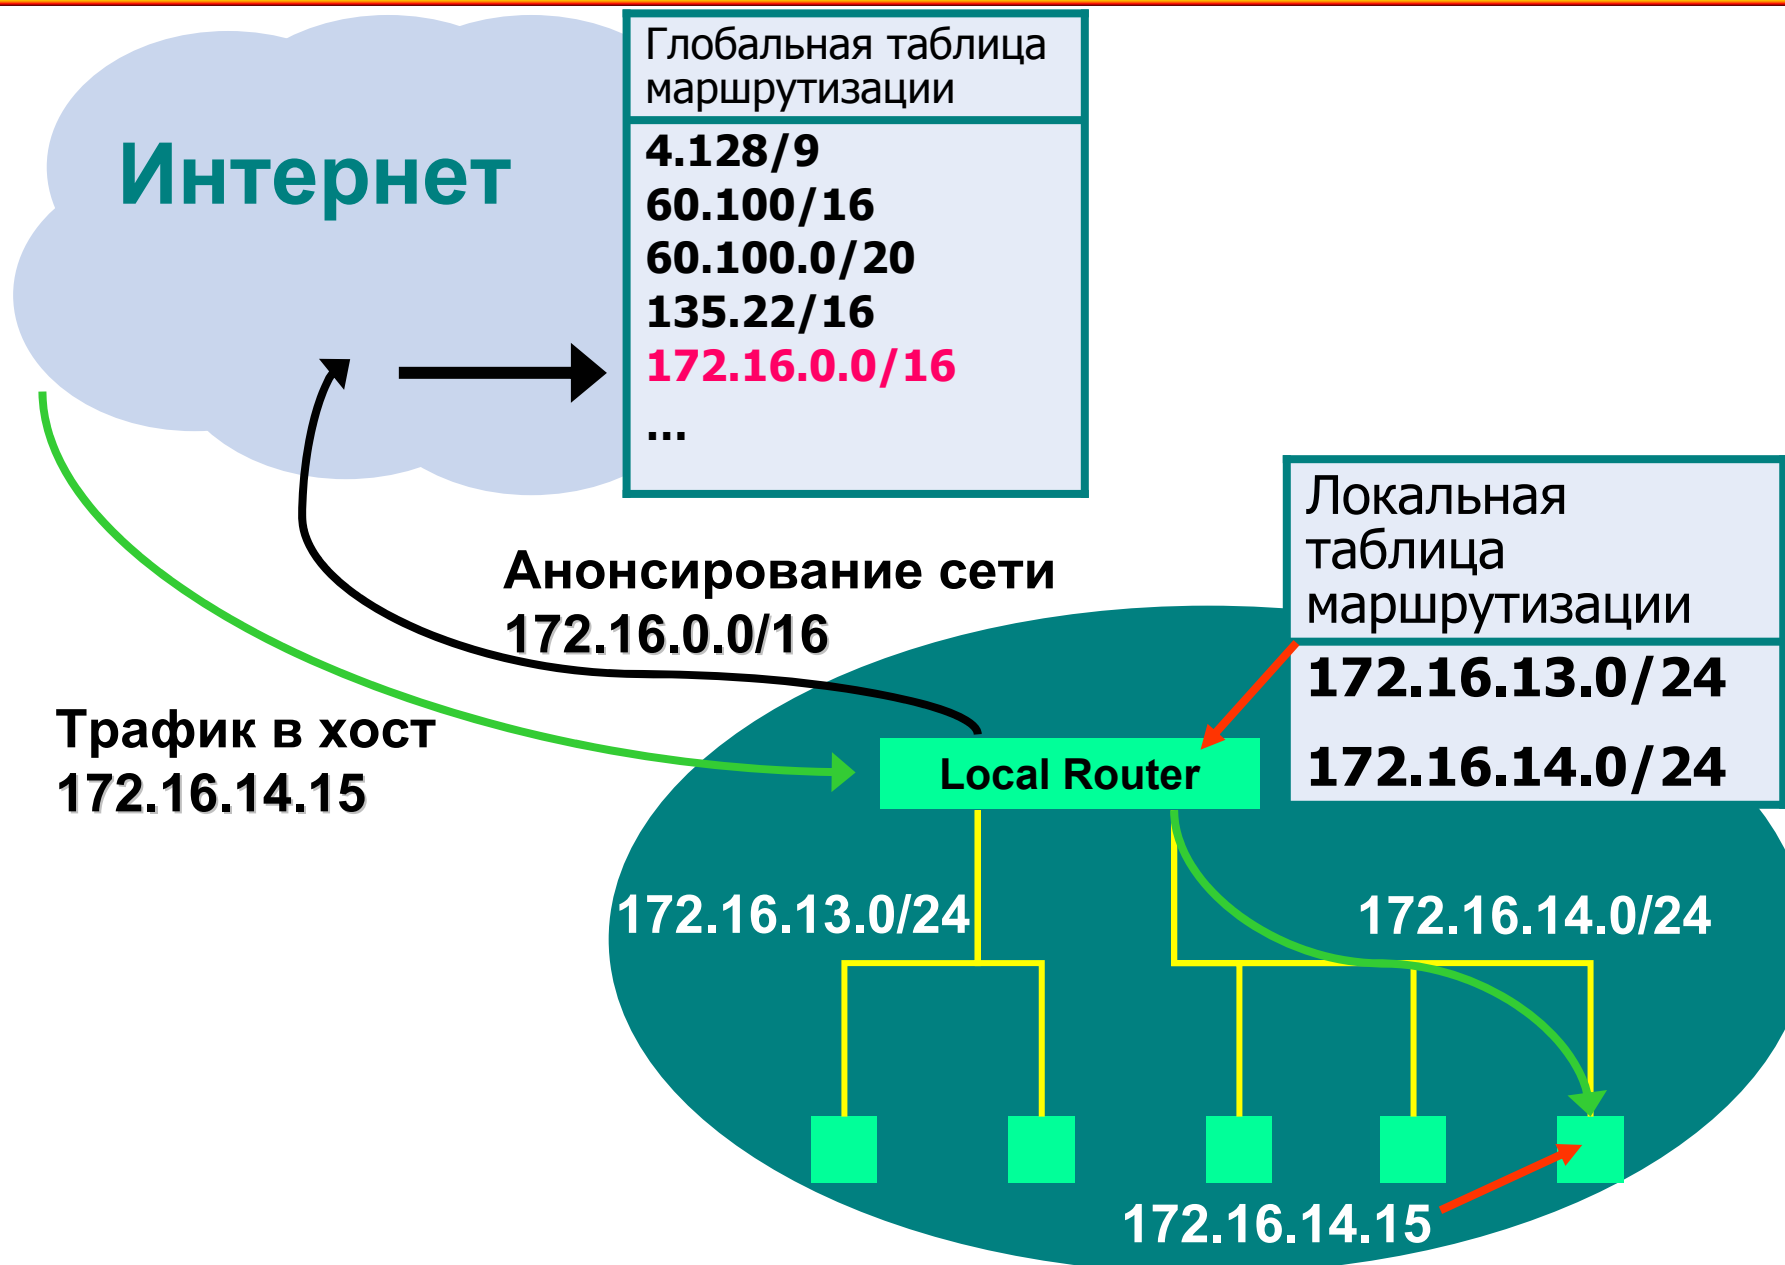 Глобальная таблица
маршрутизации
4.128/9
60.100/16
60.100.0/20
135.22/16
172.16.0.0/16
...
Интернет
Локальная
таблица
маршрутизации
172.16.13.0/24
172.16.14.0/24
Анонсирование сети
172.16.0.0/16
Трафик в хост
172.16.14.15
Local Router
172.16.13.0/24
172.16.14.0/24
172.16.14.15